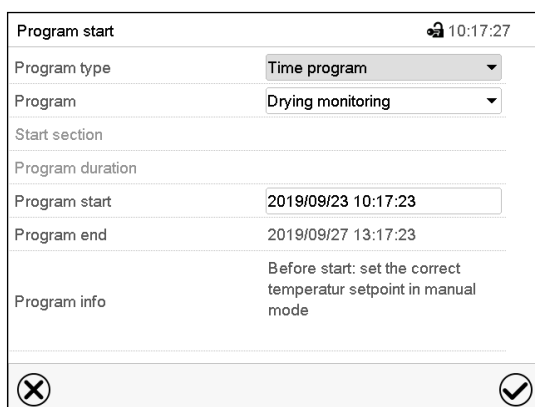 Program start 10:17:27
Program type Time program
Program Drying monitoring
Start section
Program duration
Program start 2019/09/23 10:17:23
Program end 2019/09/27 13:17:23
Program info Before start: set the correct
temperatur setpoint in manual
mode